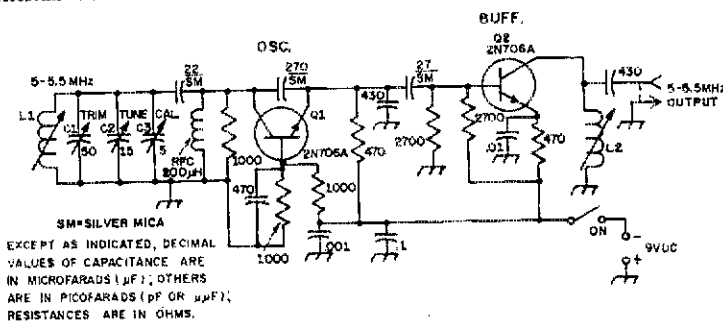 BUFF.
OSC.
Q2
2N706A
5-5.5 MHz
22
SM
270
SM
27
SM
430
5-5.5MHz
OUTPUT
L1
TRIM
TUNE
CAL
C1
C2
C3
50
15
5
RFC
200µH
1000
Q1
2N706A
430
470
2700
2700
.01
470
L2
470
1000
1000
.001
.1
ON
9VDC
-
+
SM=SILVER MICA
EXCEPT AS INDICATED, DECIMAL
VALUES OF CAPACITANCE ARE
IN MICROFARADS (µF); OTHERS
ARE IN PICOFARADS (pF OR µµF);
RESISTANCES ARE IN OHMS.